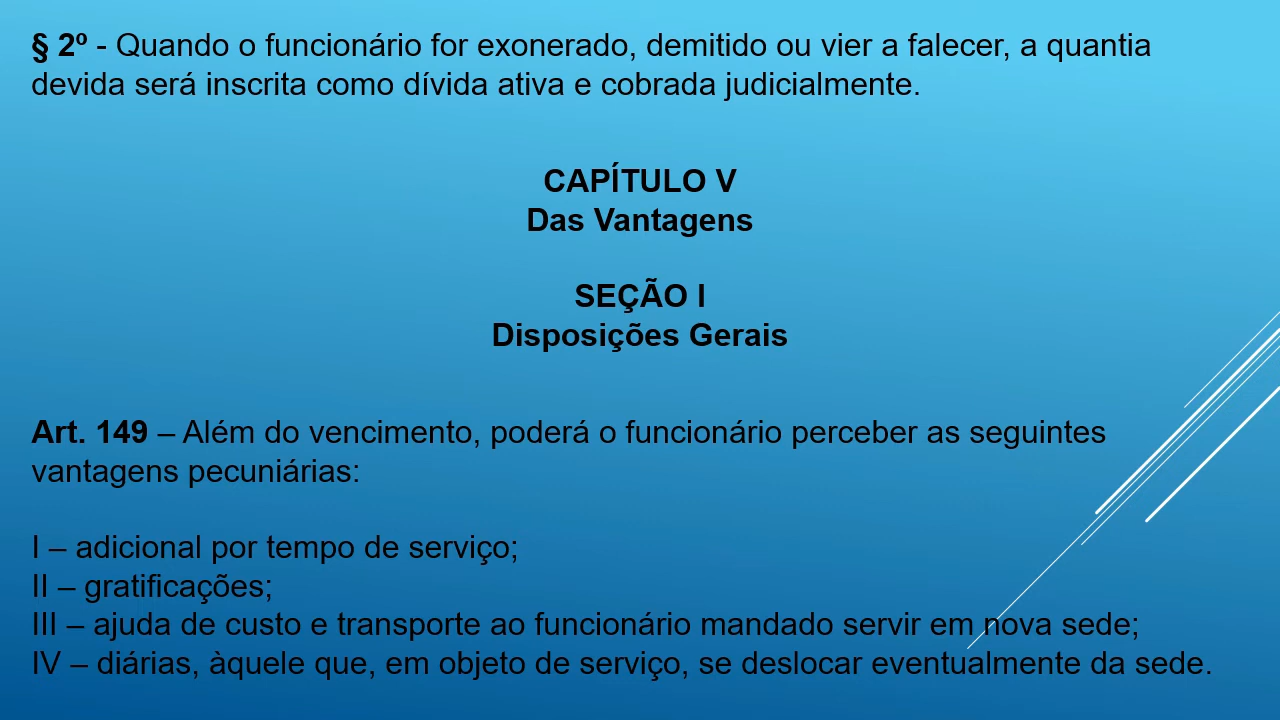 § 2º - Quando o funcionário for exonerado, demitido ou vier a falecer, a quantia
devida será inscrita como dívida ativa e cobrada judicialmente.
CAPÍTULO V
Das Vantagens
SEÇÃO I
Disposições Gerais
Art. 149 – Além do vencimento, poderá o funcionário perceber as seguintes
vantagens pecuniárias:
I – adicional por tempo de serviço;
II – gratificações;
III – ajuda de custo e transporte ao funcionário mandado servir em nova sede;
IV – diárias, àquele que, em objeto de serviço, se deslocar eventualmente da sede.